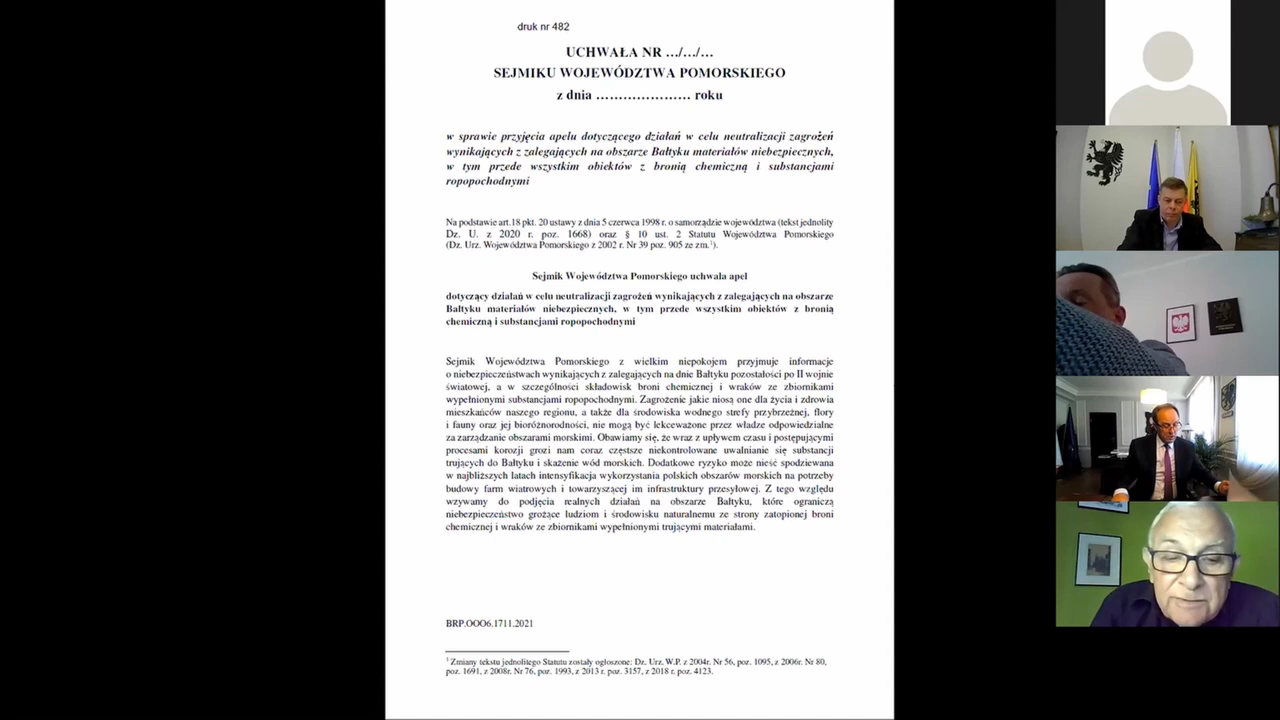 druk nr 482
UCHWAŁA NR .../.../...
SEJMIKU WOJEWÓDZTWA POMORSKIEGO
z dnia ..................... roku
w sprawie przyjęcia apelu dotyczącego działań w celu neutralizacji zagrożeń
wynikających z zalegających na obszarze Bałtyku materiałów niebezpiecznych,
w tym przede wszystkim obiektów z bronią chemiczną i substancjami
ropopochodnymi
Na podstawie art.18 pkt. 20 ustawy z dnia 5 czerwca 1998 r. o samorządzie województwa (tekst jednolity
Dz. U. z 2020 r. poz. 1668) oraz § 10 ust. 2 Statutu Województwa Pomorskiego
(Dz. Urz. Województwa Pomorskiego z 2002 r. Nr 39 poz. 905 ze zm.¹).
Sejmik Województwa Pomorskiego uchwala apel
dotyczący działań w celu neutralizacji zagrożeń wynikających z zalegających na obszarze
Bałtyku materiałów niebezpiecznych, w tym przede wszystkim obiektów z bronią
chemiczną i substancjami ropopochodnymi
Sejmik Województwa Pomorskiego z wielkim niepokojem przyjmuje informacje
o niebezpieczeństwach wynikających z zalegających na dnie Bałtyku pozostałości po II wojnie
światowej, a w szczególności składowisk broni chemicznej i wraków ze zbiornikami
wypełnionymi substancjami ropopochodnymi. Zagrożenie jakie niosą one dla życia i zdrowia
mieszkańców naszego regionu, a także dla środowiska wodnego strefy przybrzeżnej, flory
i fauny oraz jej bioróżnorodności, nie mogą być lekceważone przez władze odpowiedzialne
za zarządzanie obszarami morskimi. Obawiamy się, że wraz z upływem czasu i postępującymi
procesami korozji grozi nam coraz częstsze niekontrolowane uwalnianie się substancji
trujących do Bałtyku i skażenie wód morskich. Dodatkowe ryzyko może nieść spodziewana
w najbliższych latach intensyfikacja wykorzystania polskich obszarów morskich na potrzeby
budowy farm wiatrowych i towarzyszącej im infrastruktury przesyłowej. Z tego względu
wzywamy do podjęcia realnych działań na obszarze Bałtyku, które ograniczą
niebezpieczeństwo grożące ludziom i środowisku naturalnemu ze strony zatopionej broni
chemicznej i wraków ze zbiornikami wypełnionymi trującymi materiałami.
BRP.OOO6.1711.2021
¹ Zmiany tekstu jednolitego Statutu zostały ogłoszone: Dz. Urz. W.P. z 2004r. Nr 56, poz. 1095, z 2006r. Nr 80,
poz. 1691, z 2008r. Nr 76, poz. 1993, z 2013 r. poz. 3157, z 2018 r. poz. 4123.